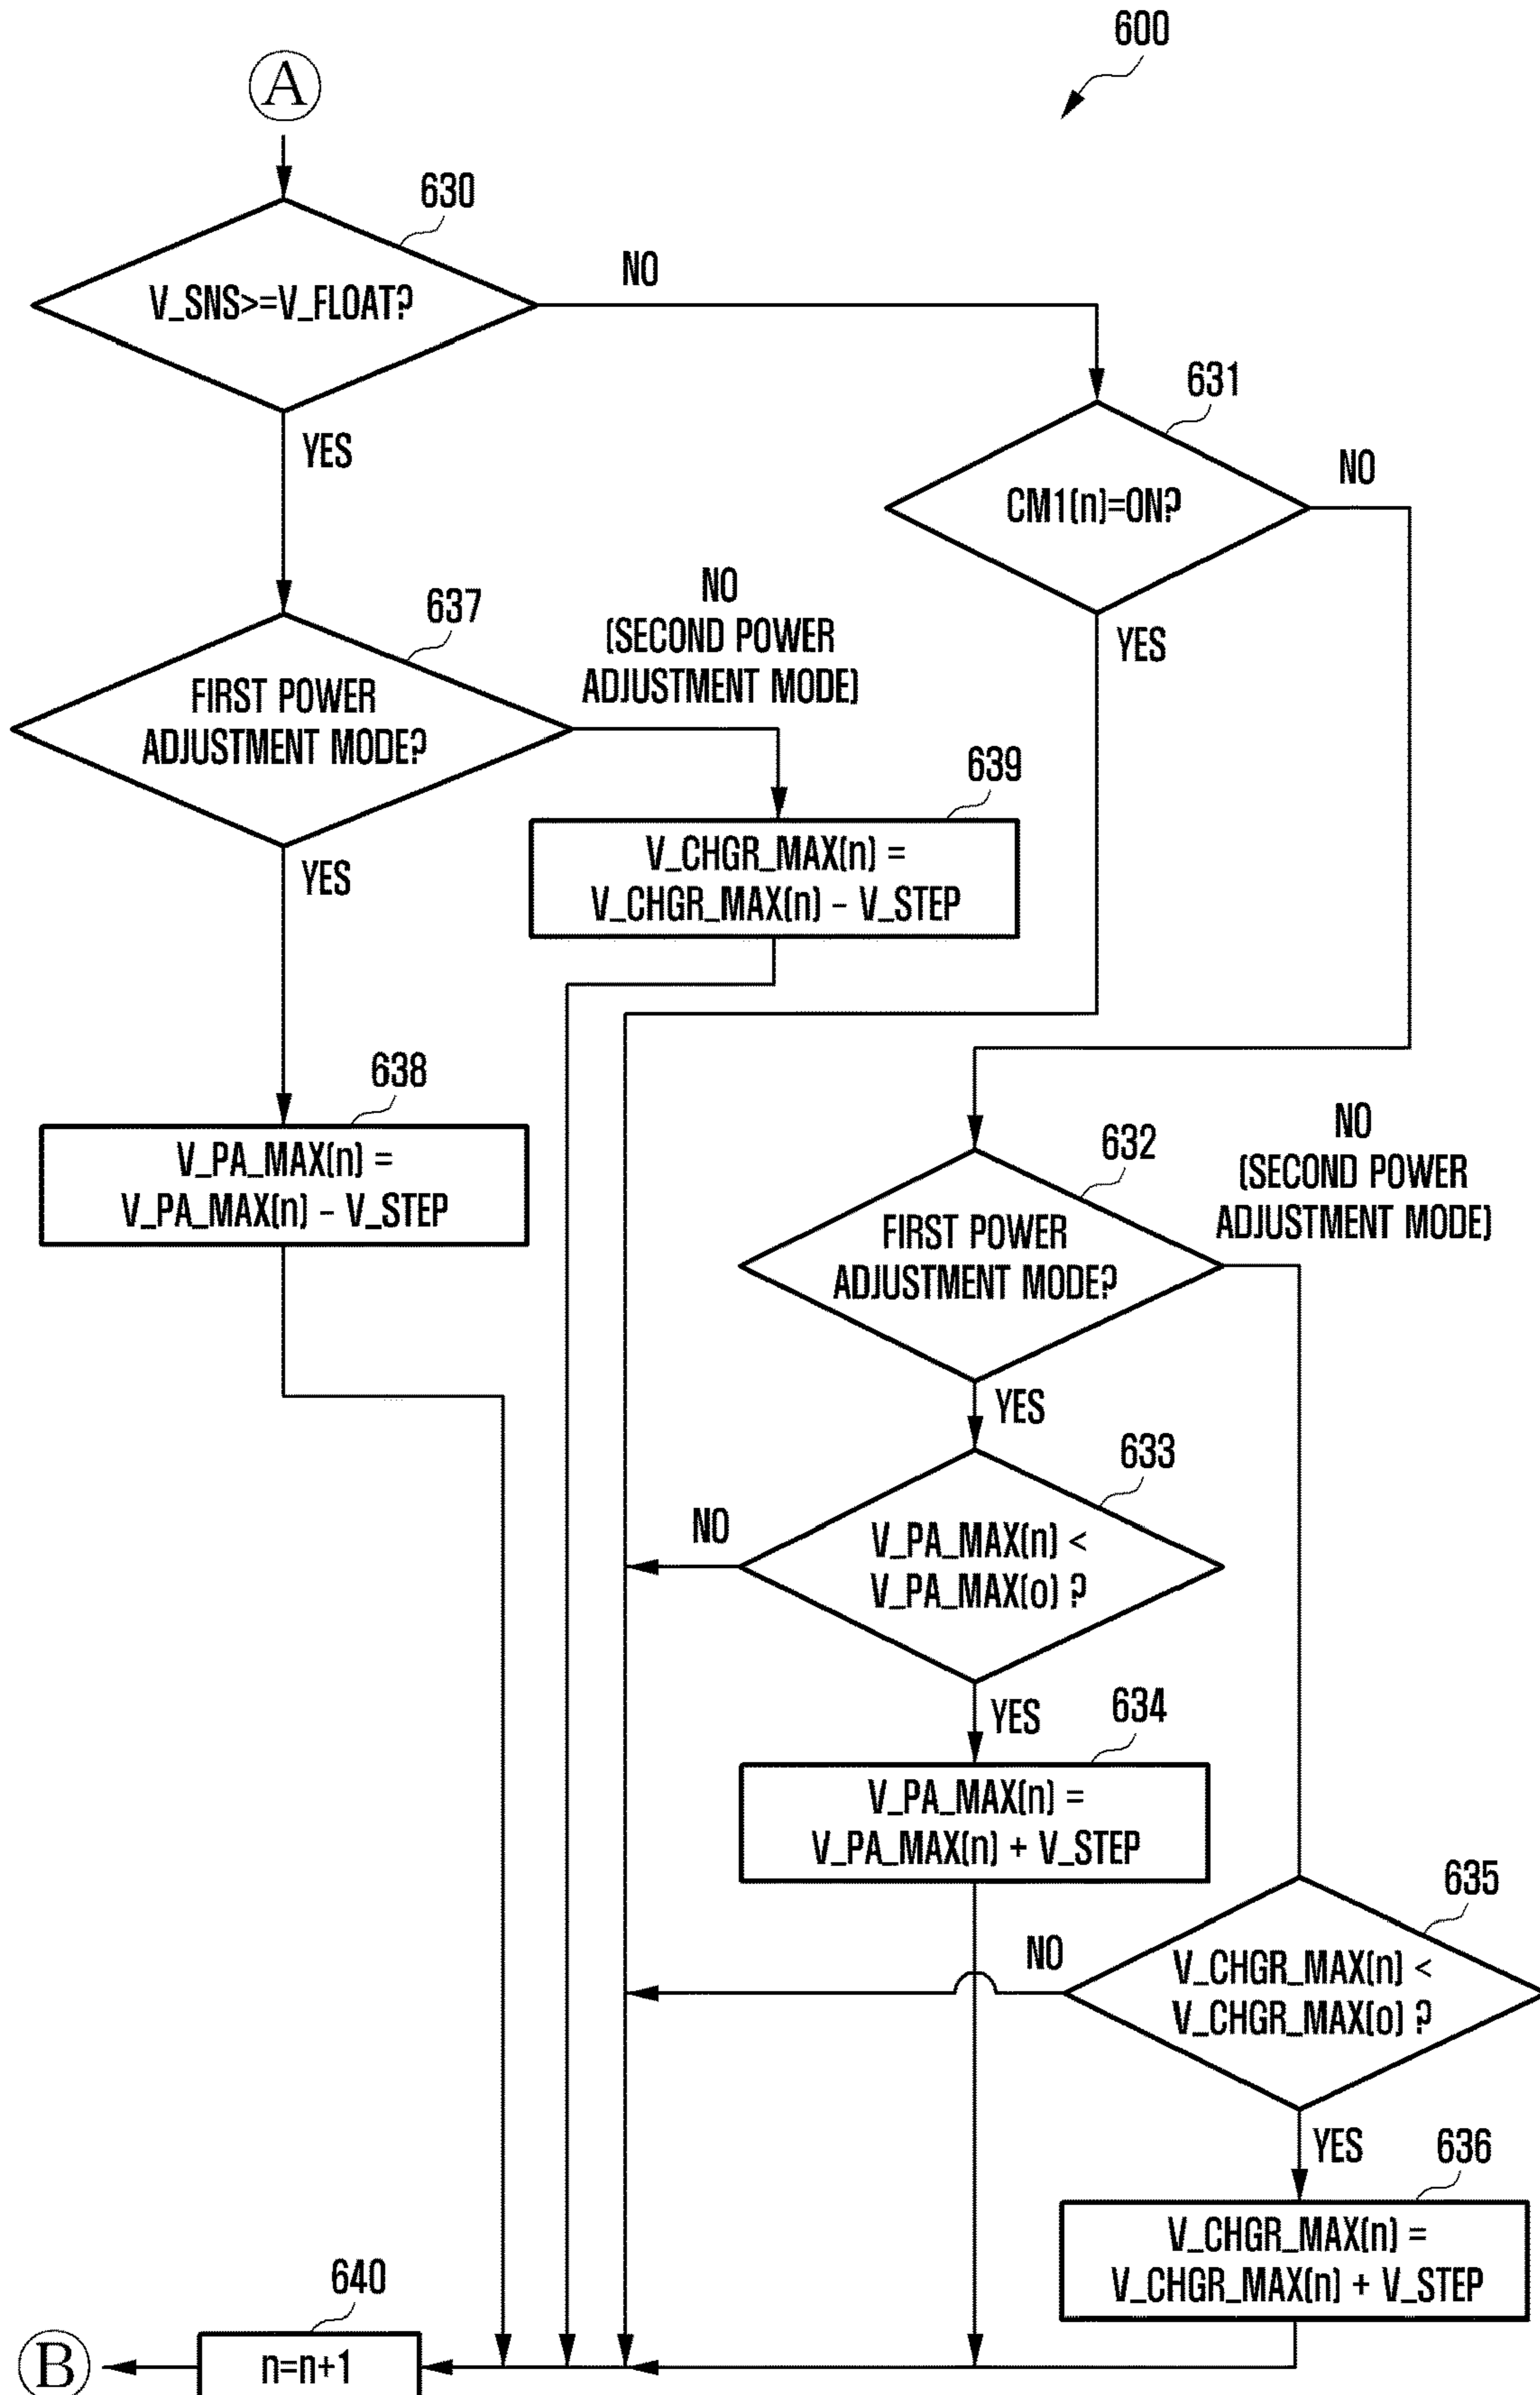 600
A
630
V_SNS>=V_FLOAT?
NO
YES
631
CM1(n)=ON?
NO
YES
637
FIRST POWER
ADJUSTMENT MODE?
NO
(SECOND POWER
ADJUSTMENT MODE)
YES
639
V_CHGR_MAX(n) =
V_CHGR_MAX(n) – V_STEP
638
V_PA_MAX(n) =
V_PA_MAX(n) – V_STEP
632
FIRST POWER
ADJUSTMENT MODE?
NO
(SECOND POWER
ADJUSTMENT MODE)
YES
633
V_PA_MAX(n) <
V_PA_MAX(o) ?
NO
YES
634
V_PA_MAX(n) =
V_PA_MAX(n) + V_STEP
635
V_CHGR_MAX(n) <
V_CHGR_MAX(o) ?
NO
YES
636
V_CHGR_MAX(n) =
V_CHGR_MAX(n) + V_STEP
640
n=n+1
B